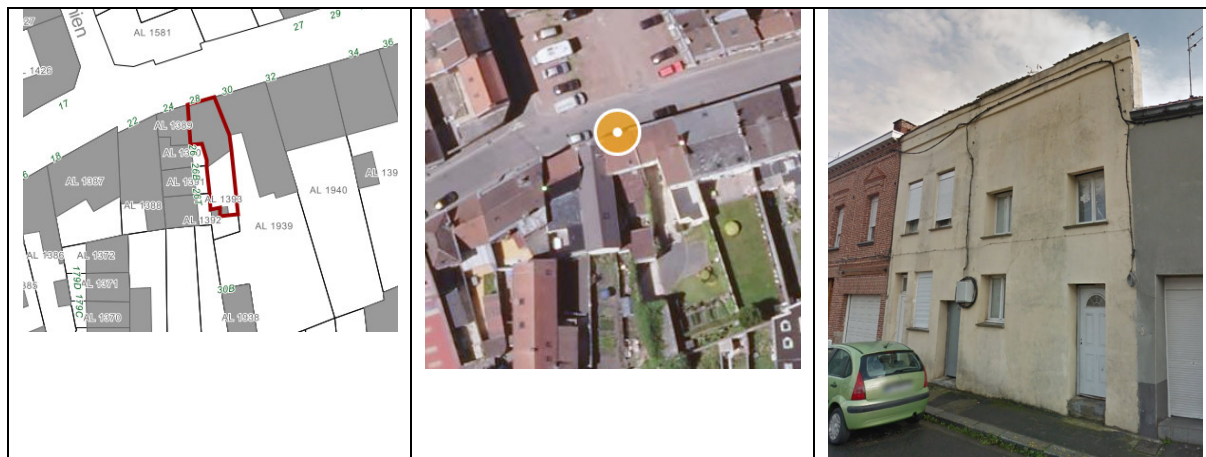 AL 1581
29
27
34
36
32
30
28
24
22
18
17
AL 1389
26
AL 1387
AL 1388
AL 1393
AL 1392
AL 1940
AL 1939
AL 1386
AL 1372
AL 1371
AL 1370
179D
179C
30B
AL 1938